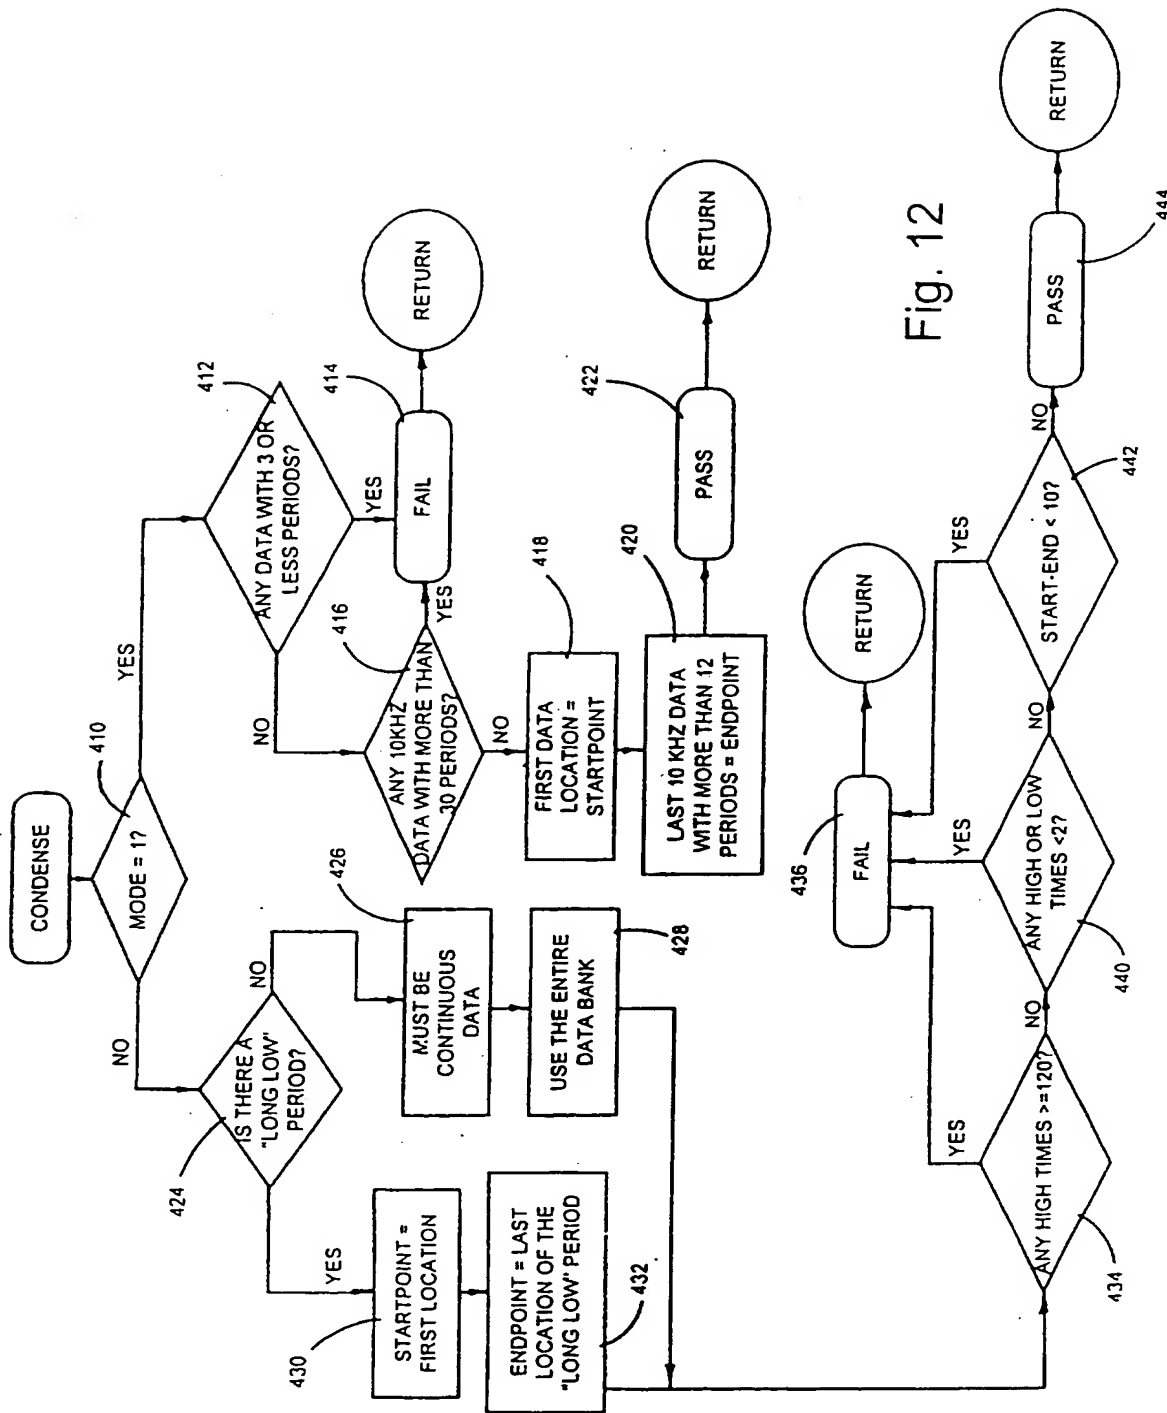 CONDENSE
MODE = 1?
410
YES
NO
ANY DATA WITH 3 OR
LESS PERIODS?
412
YES
NO
FAIL
414
RETURN
ANY 10KHZ
DATA WITH MORE THAN
30 PERIODS?
416
YES
NO
FIRST DATA
LOCATION =
STARTPOINT
418
LAST 10 KHZ DATA
WITH MORE THAN 12
PERIODS = ENDPOINT
420
PASS
422
RETURN
IS THERE A
"LONG LOW"
PERIOD?
424
NO
YES
MUST BE
CONTINUOUS
DATA
426
USE THE ENTIRE
DATA BANK
428
STARTPOINT =
FIRST LOCATION
430
ENDPOINT = LAST
LOCATION OF THE
"LONG LOW' PERIOD
432
ANY HIGH TIMES >=120?
434
YES
NO
FAIL
436
RETURN
ANY HIGH OR LOW
TIMES <2?
440
YES
NO
START-END < 10?
442
YES
NO
PASS
444
RETURN
Fig. 12